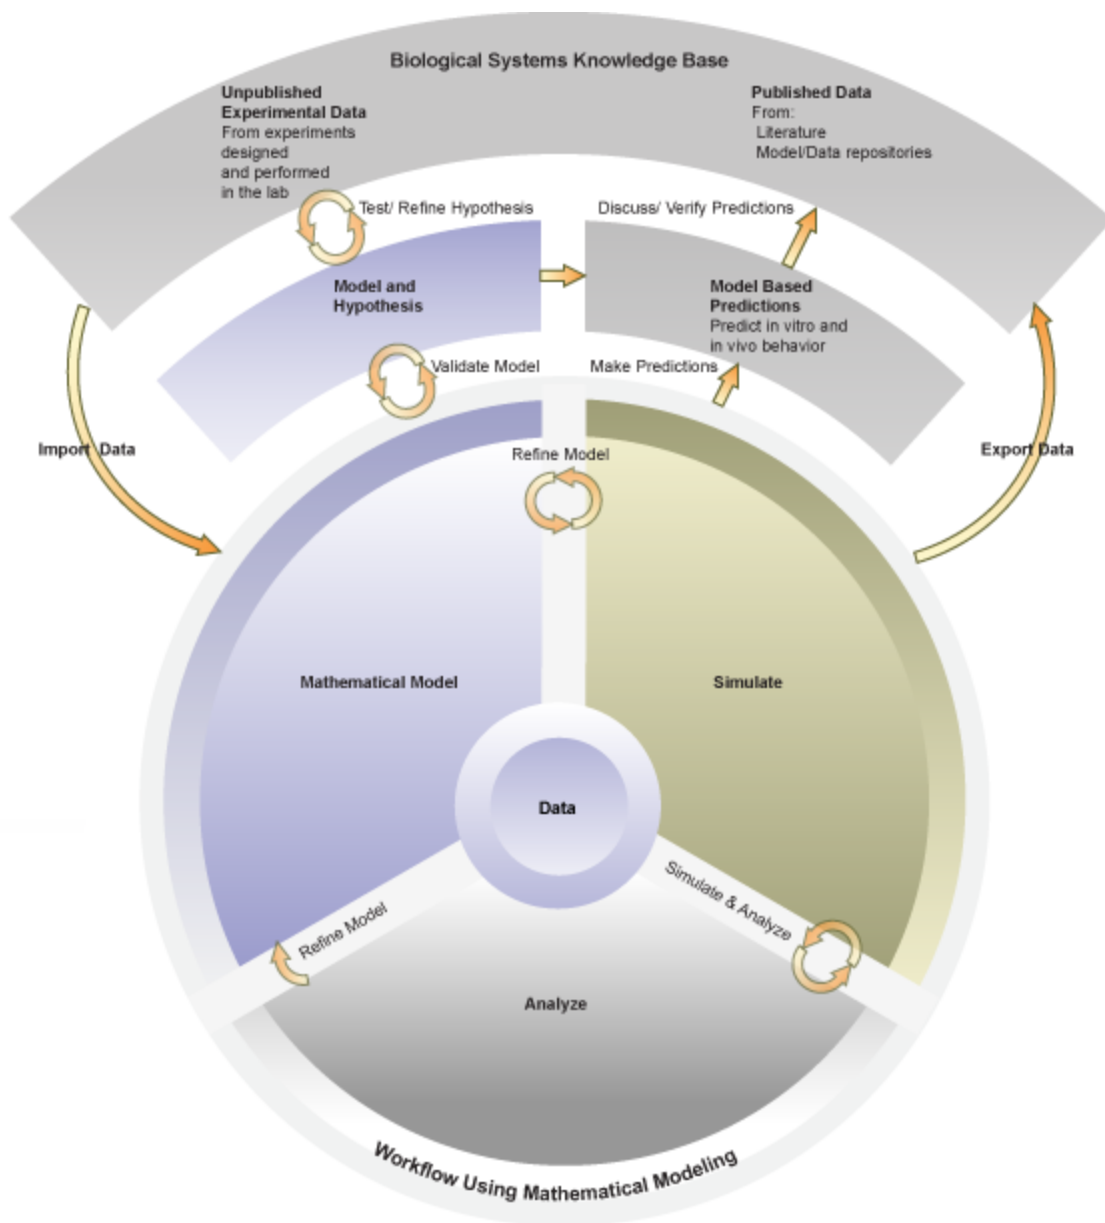 Biological Systems Knowledge Base
Unpublished
Experimental Data
From experiments
designed
and performed
in the lab
Published Data
From:
Literature
Model/Data repositories
Test/ Refine Hypothesis
Discuss/ Verify Predictions
Model and
Hypothesis
Model Based
Predictions
Predict in vitro and
in vivo behavior
Validate Model
Make Predictions
Import Data
Export Data
Refine Model
Mathematical Model
Simulate
Data
Refine Model
Simulate & Analyze
Analyze
Workflow Using Mathematical Modeling